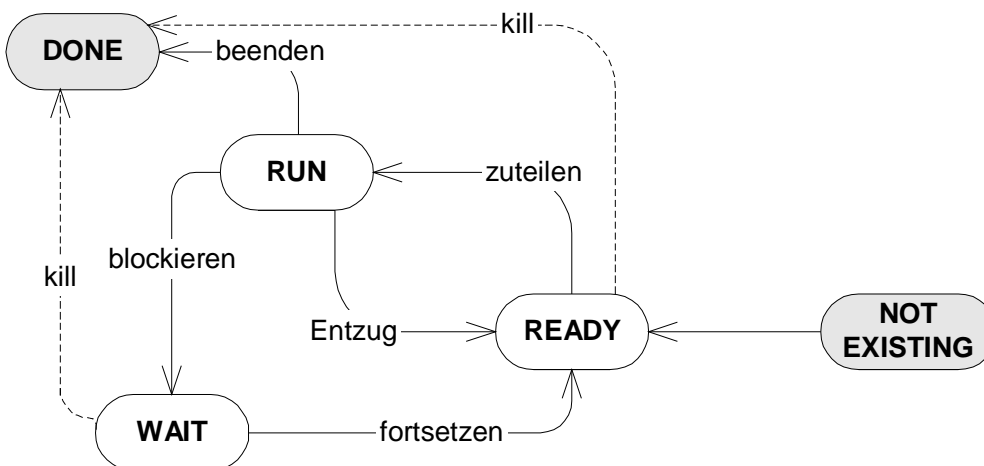 kill
DONE
beenden
RUN
zuteilen
blockieren
kill
Entzug
READY
NOT
EXISTING
WAIT
fortsetzen